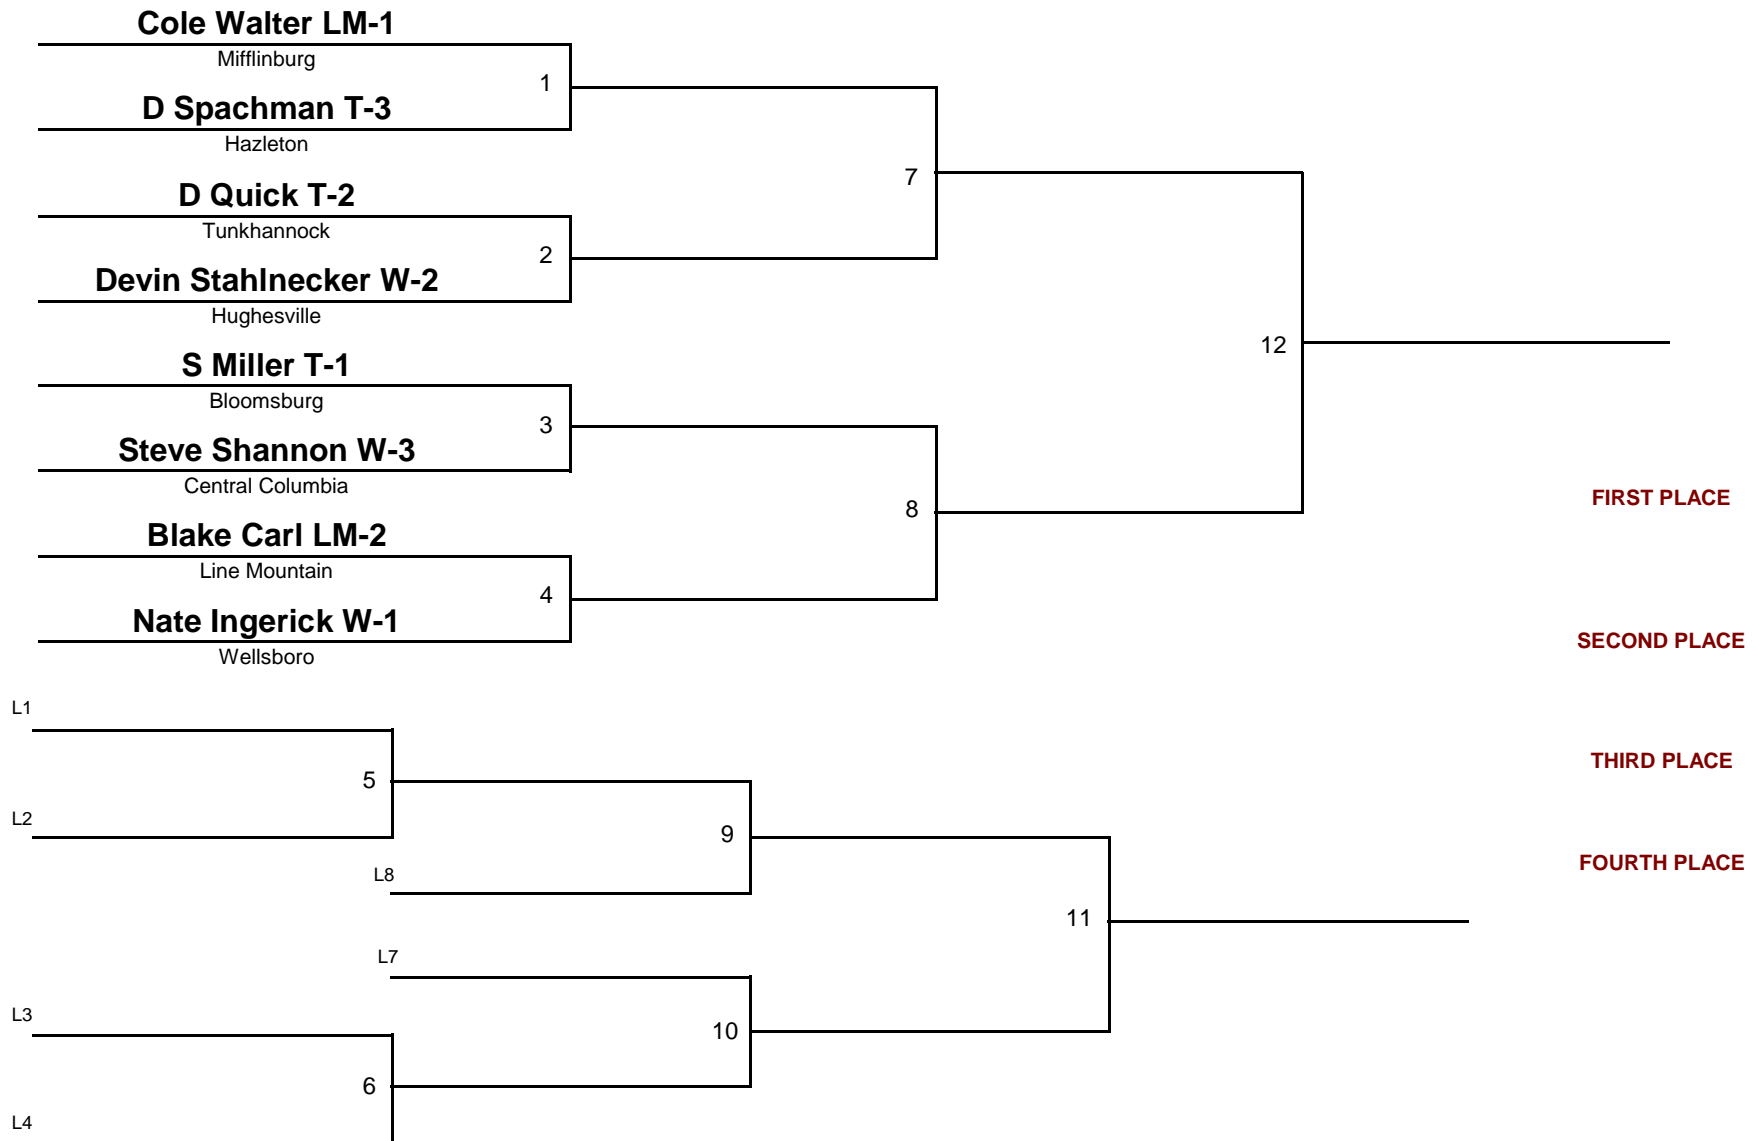 Cole Walter LM-1
Mifflinburg
1
D Spachman T-3
Hazleton
7
D Quick T-2
Tunkhannock
2
Devin Stahlnecker W-2
Hughesville
12
S Miller T-1
Bloomsburg
3
Steve Shannon W-3
Central Columbia
FIRST PLACE
8
Blake Carl LM-2
Line Mountain
4
Nate Ingerick W-1
SECOND PLACE
Wellsboro
L1
THIRD PLACE
5
L2
9
FOURTH PLACE
L8
11
L7
L3
10
6
L4